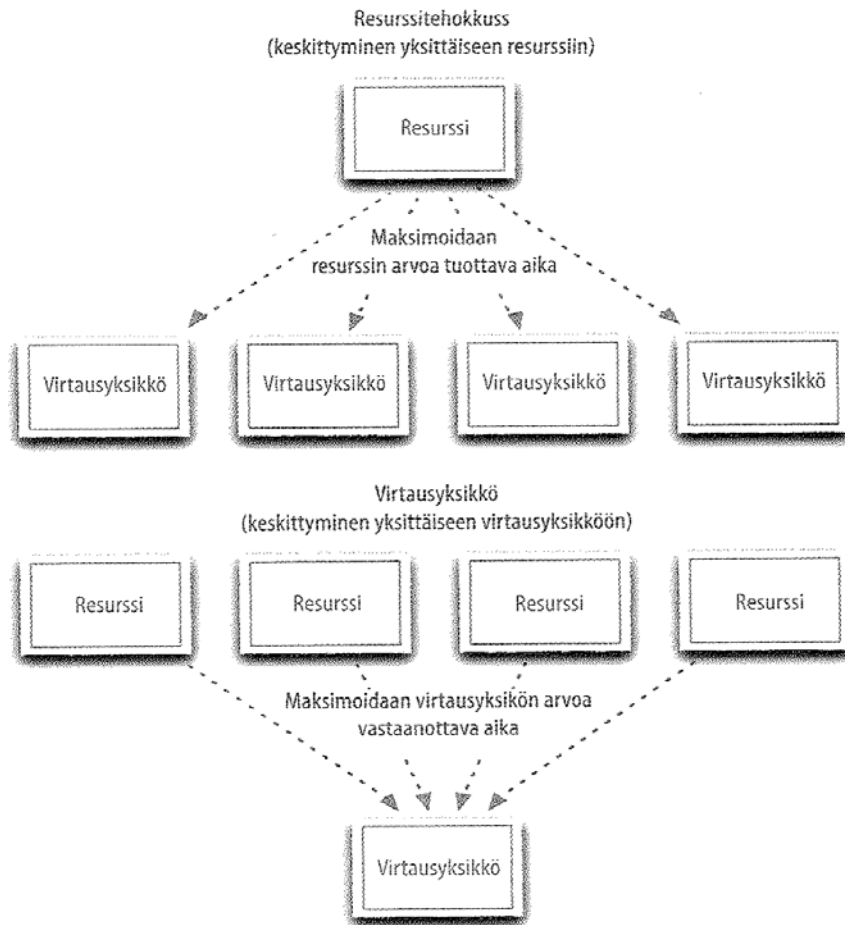 Resurssitehokkuss
(keskittyminen yksittäiseen resurssiin)
Resurssi
Maksimoidaan
resurssin arvoa tuottava aika
Virtausyksikkö
Virtausyksikkö
Virtausyksikkö
Virtausyksikkö
Virtausyksikkö
(keskittyminen yksittäiseen virtausyksikköön)
Resurssi
Resurssi
Resurssi
Resurssi
Maksimoidaan virtausyksikön arvoa
vastaanottava aika
Virtausyksikkö